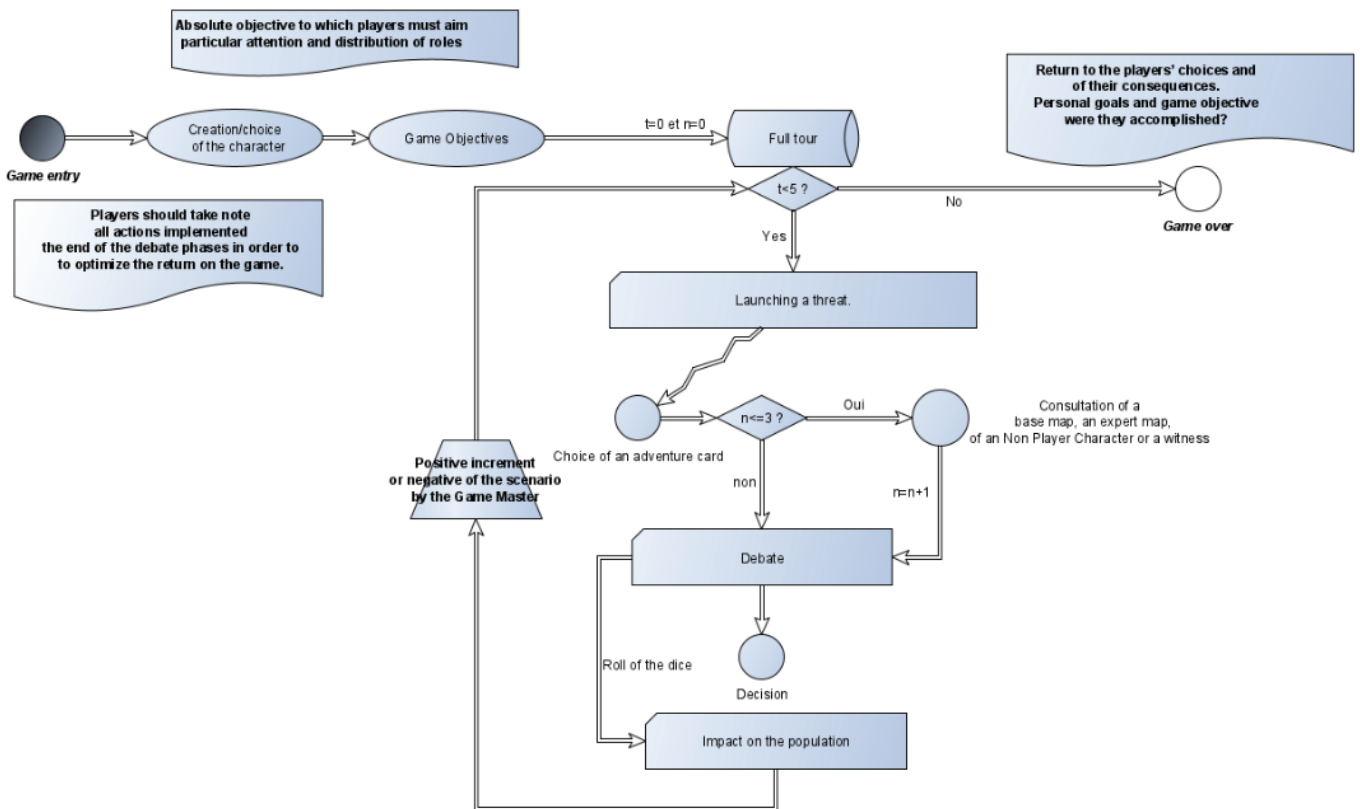 Absolute objective to which players must aim
particular attention and distribution of roles
Return to the players' choices and
of their consequences.
Personal goals and game objective
were they accomplished?
Game entry
Creation/choice
of the character
Game Objectives
t=0 et n=0
Full tour
t<5 ?
No
Game over
Yes
Players should take note
all actions implemented
the end of the debate phases in order to
to optimize the return on the game.
Launching a threat.
Choice of an adventure card
n<=3 ?
Oui
Consultation of a
base map, an expert map,
of an Non Player Character or a witness
non
n=n+1
Positive increment
or negative of the scenario
by the Game Master
Debate
Roll of the dice
Decision
Impact on the population